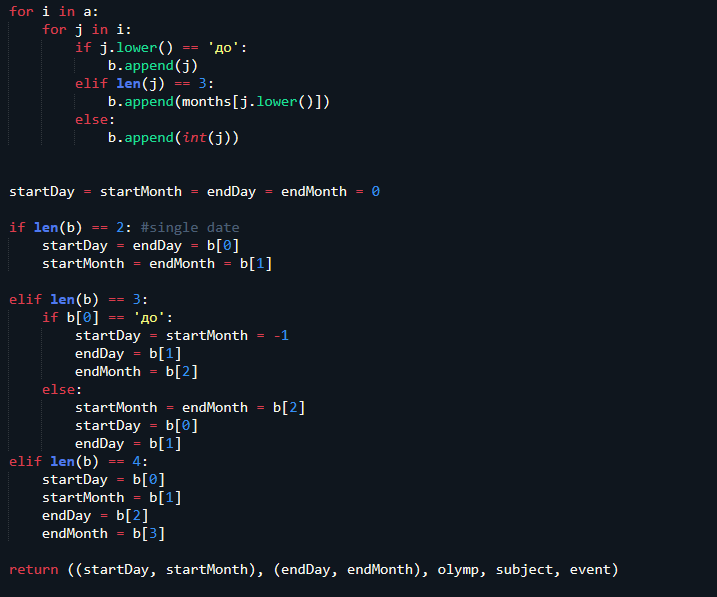 for i in a:
    for j in i:
        if j.lower() == 'до':
            b.append(j)
        elif len(j) == 3:
            b.append(months[j.lower()])
        else:
            b.append(int(j))
startDay = startMonth = endDay = endMonth = 0
if len(b) == 2: #single date
    startDay = endDay = b[0]
    startMonth = endMonth = b[1]
elif len(b) == 3:
    if b[0] == 'до':
        startDay = startMonth = -1
        endDay = b[1]
        endMonth = b[2]
    else:
        startMonth = endMonth = b[2]
        startDay = b[0]
        endDay = b[1]
elif len(b) == 4:
    startDay = b[0]
    startMonth = b[1]
    endDay = b[2]
    endMonth = b[3]
return ((startDay, startMonth), (endDay, endMonth), olymp, subject, event)